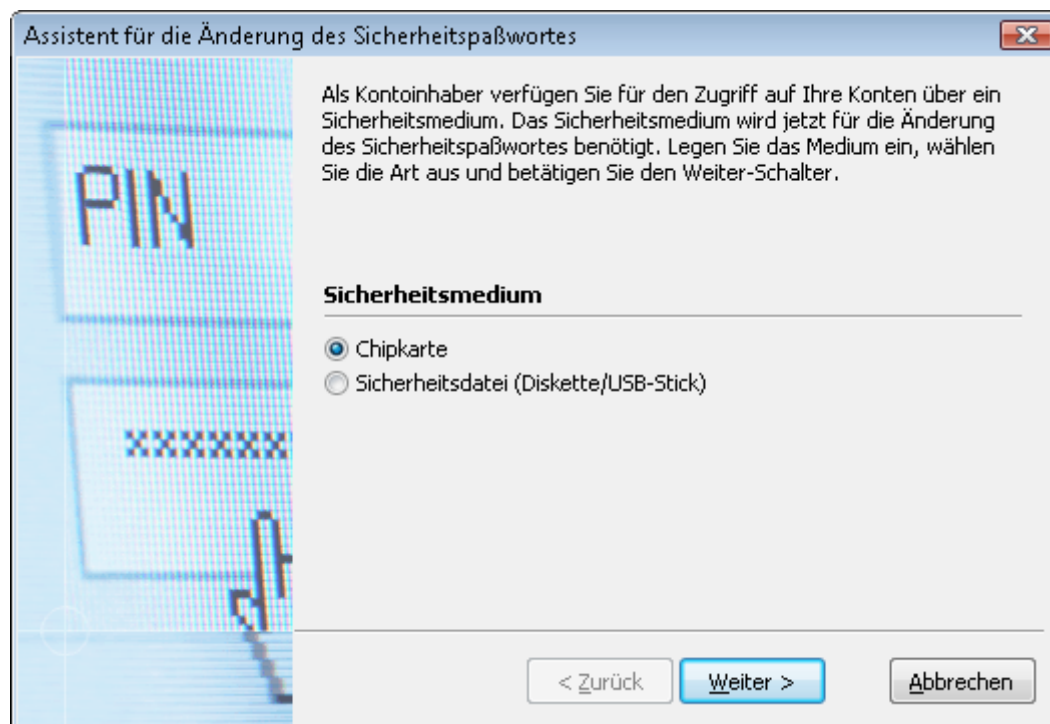 Assistent für die Änderung des Sicherheitspaßwortes
Als Kontoinhaber verfügen Sie für den Zugriff auf Ihre Konten über ein
Sicherheitsmedium. Das Sicherheitsmedium wird jetzt für die Änderung
des Sicherheitspaßwortes benötigt. Legen Sie das Medium ein, wählen
Sie die Art aus und betätigen Sie den Weiter-Schalter.
PIN
Sicherheitsmedium
Chipkarte
Sicherheitsdatei (Diskette/USB-Stick)
xxxxxxx
< Zurück
Weiter >
Abbrechen